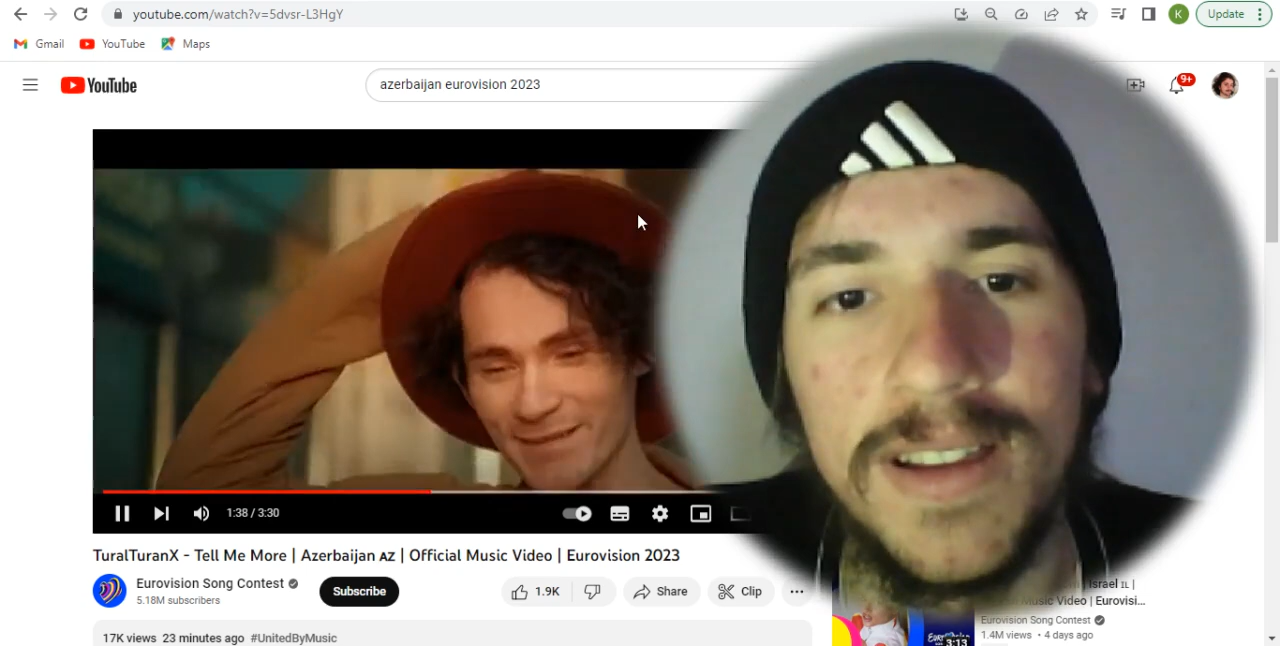 youtube.com/watch?v=5dvsr-L3HgY
K
Update
Gmail
YouTube
Maps
YouTube
azerbaijan eurovision 2023
9+
1:38 / 3:30
TuralTuranX - Tell Me More | Azerbaijan 🇦🇿 | Official Music Video | Eurovision 2023
Eurovision Song Contest
5.18M subscribers
Subscribe
1.9K
Share
Clip
17K views 23 minutes ago #UnitedByMusic
| Israel 🇮🇱 |
Music Video | Eurovisi...
Eurovision Song Contest
1.4M views • 4 days ago
3:13